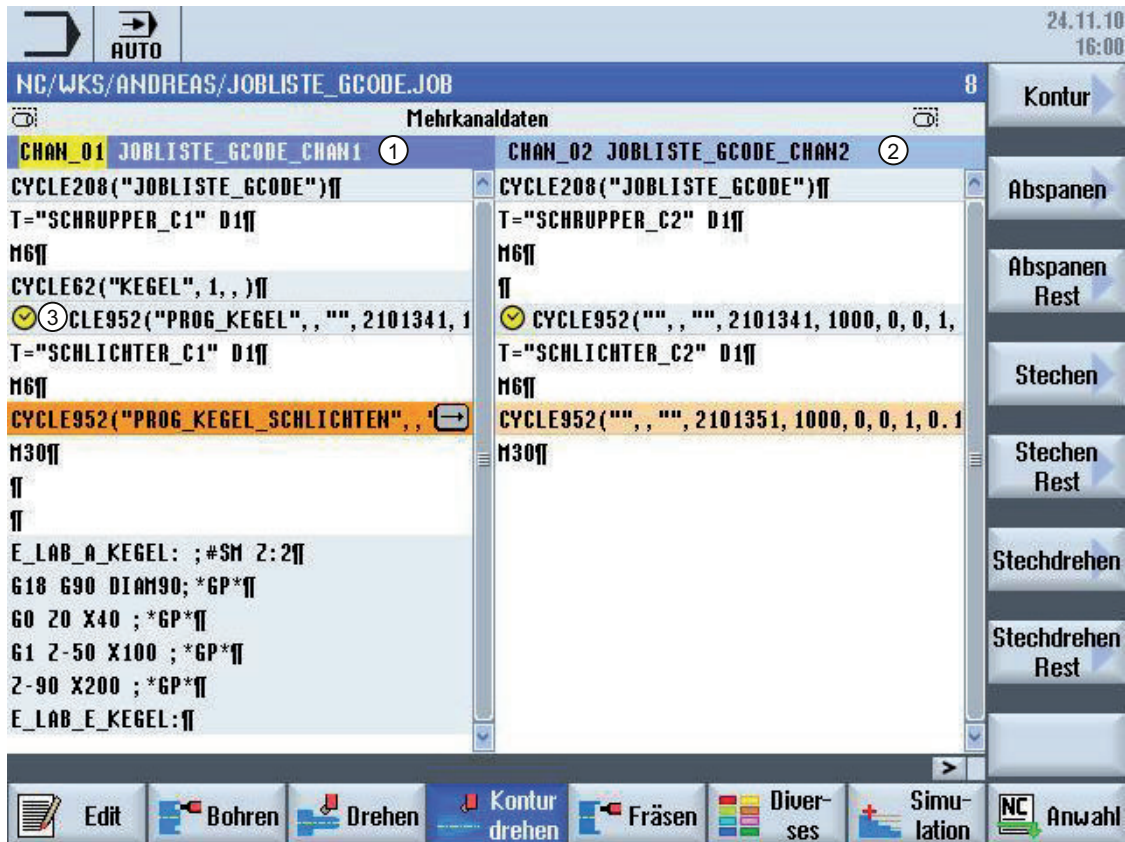 24.11.10
16:00
AUTO
NC/WKS/ANDREAS/JOBLISTE_GCODE.JOB 8
Mehrkanaldaten
CHAN_01 JOBLISTE_GCODE_CHAN1 1
CYCLE208("JOBLISTE_GCODE")¶
T="SCHRUPPER_C1" D1¶
M6¶
CYCLE62("KEGEL",1,,)¶
3 CLE952("PROG_KEGEL",,"",2101341,1
T="SCHLICHTER_C1" D1¶
M6¶
CYCLE952("PROG_KEGEL_SCHLICHTEN",,"
M30¶
¶
¶
E_LAB_A_KEGEL: ;#SM Z:2¶
G18 G90 DIAM90;*GP*¶
G0 Z0 X40 ;*GP*¶
G1 Z-50 X100 ;*GP*¶
Z-90 X200 ;*GP*¶
E_LAB_E_KEGEL:¶
CHAN_02 JOBLISTE_GCODE_CHAN2 2
CYCLE208("JOBLISTE_GCODE")¶
T="SCHRUPPER_C2" D1¶
M6¶
¶
CYCLE952("",,"",2101341,1000,0,0,1,
T="SCHLICHTER_C2" D1¶
M6¶
CYCLE952("",,"",2101351,1000,0,0,1,0.1
M30¶
Kontur
Abspanen
Abspanen
Rest
Stechen
Stechen
Rest
Stechdrehen
Stechdrehen
Rest
>
Edit
Bohren
Drehen
Kontur
drehen
Fräsen
Diver-
ses
Simu-
lation
NC Anwahl